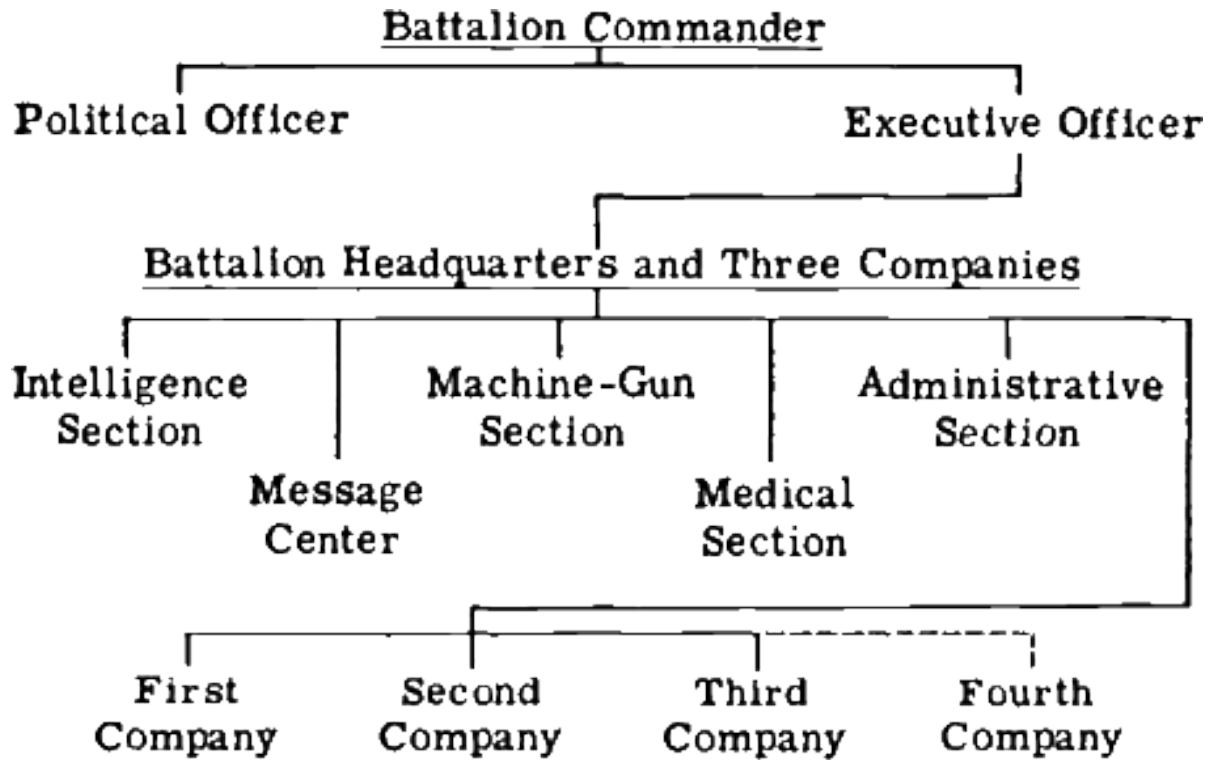 Battalion Commander
Political Officer
Executive Officer
Battalion Headquarters and Three Companies
Intelligence
Section
Machine-Gun
Section
Administrative
Section
Message
Center
Medical
Section
First
Company
Second
Company
Third
Company
Fourth
Company